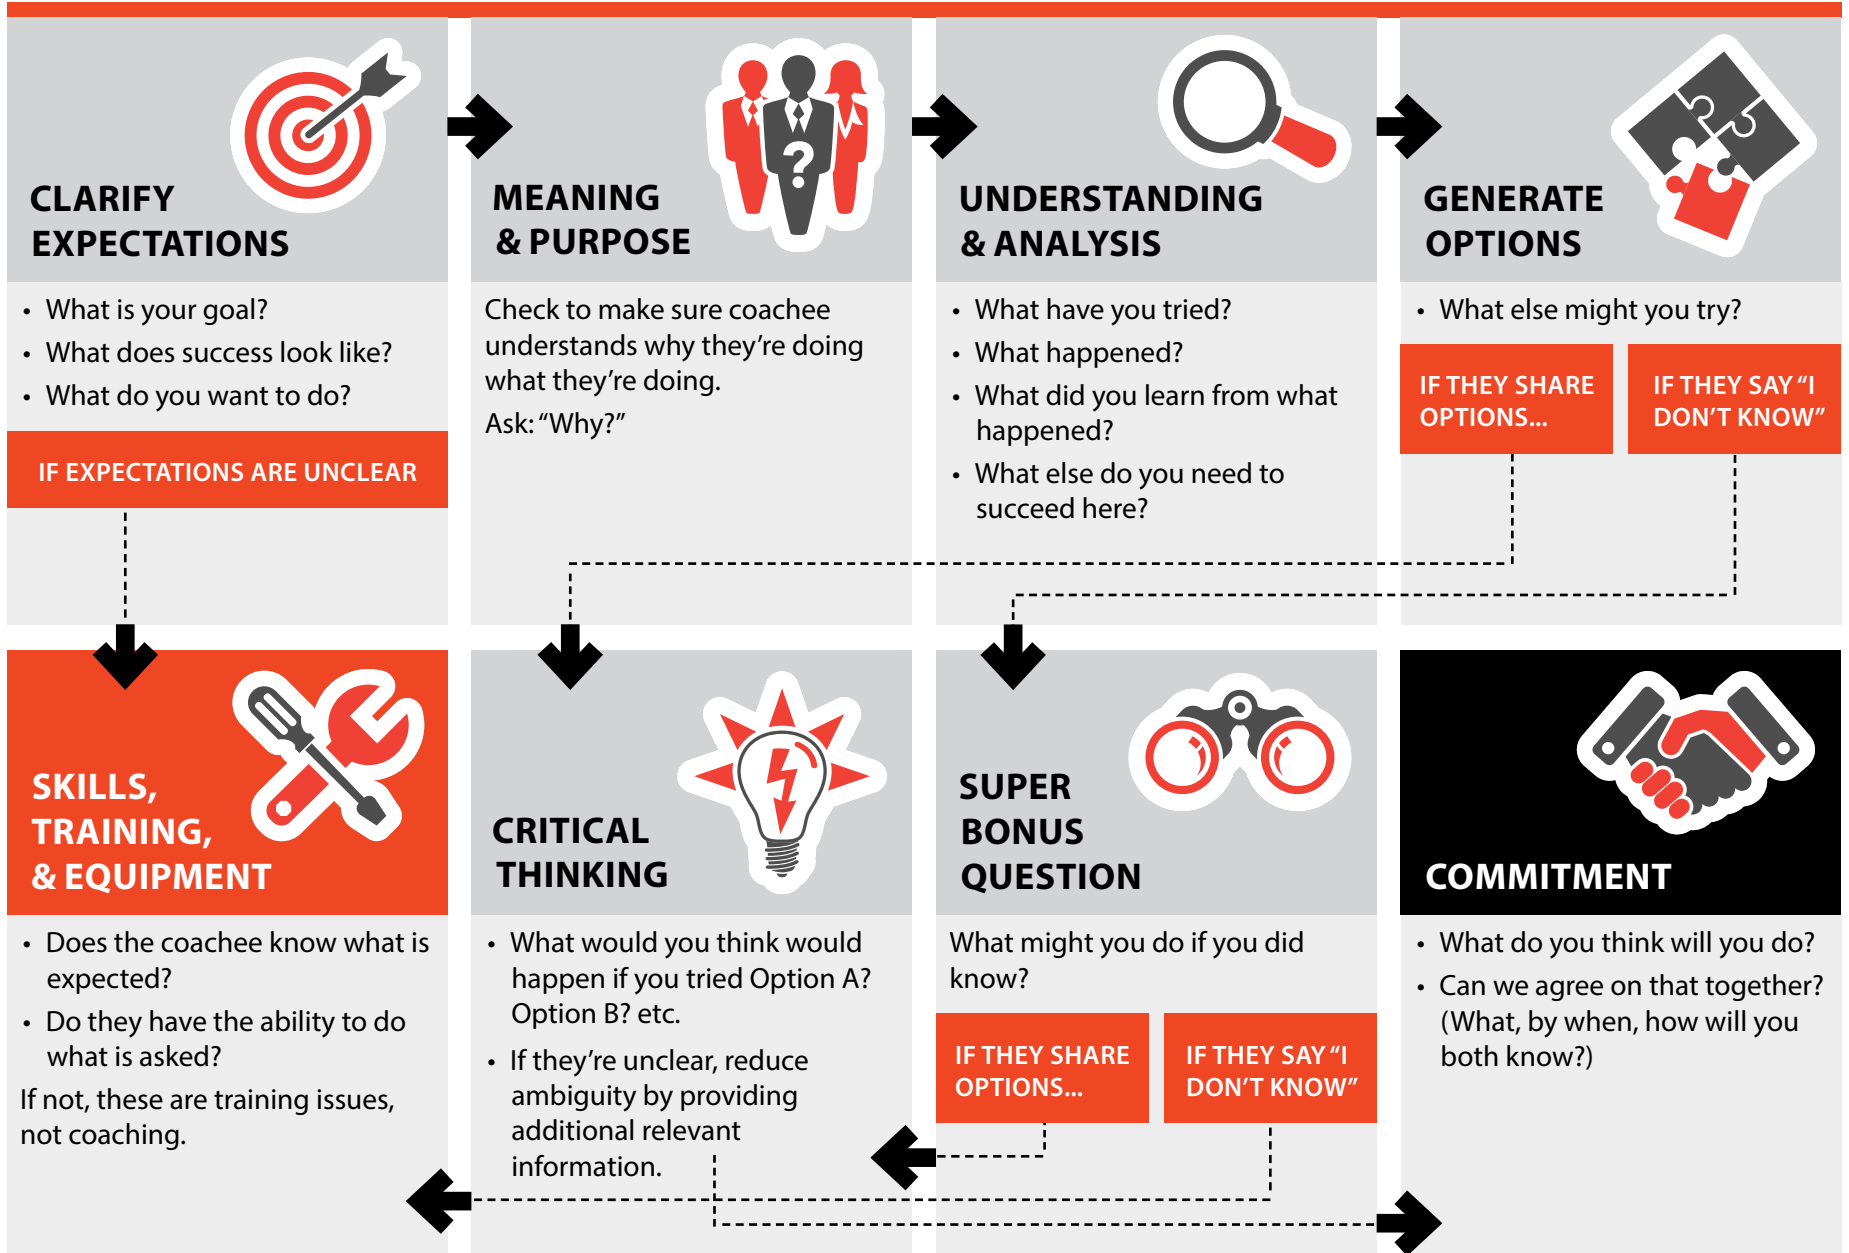 CLARIFY
EXPECTATIONS
• What is your goal?
• What does success look like?
• What do you want to do?
IF EXPECTATIONS ARE UNCLEAR
?
MEANING
& PURPOSE
Check to make sure coachee
understands why they’re doing
what they’re doing.
Ask: “Why?”
UNDERSTANDING
& ANALYSIS
• What have you tried?
• What happened?
• What did you learn from what
happened?
• What else do you need to
succeed here?
GENERATE
OPTIONS
• What else might you try?
IF THEY SHARE
OPTIONS...
IF THEY SAY “I
DON’T KNOW”
SKILLS,
TRAINING,
& EQUIPMENT
• Does the coachee know what is
expected?
• Do they have the ability to do
what is asked?
If not, these are training issues,
not coaching.
CRITICAL
THINKING
• What would you think would
happen if you tried Option A?
Option B? etc.
• If they’re unclear, reduce
ambiguity by providing
additional relevant
information.
SUPER
BONUS
QUESTION
What might you do if you did
know?
IF THEY SHARE
OPTIONS...
IF THEY SAY “I
DON’T KNOW”
COMMITMENT
• What do you think will you do?
• Can we agree on that together?
(What, by when, how will you
both know?)